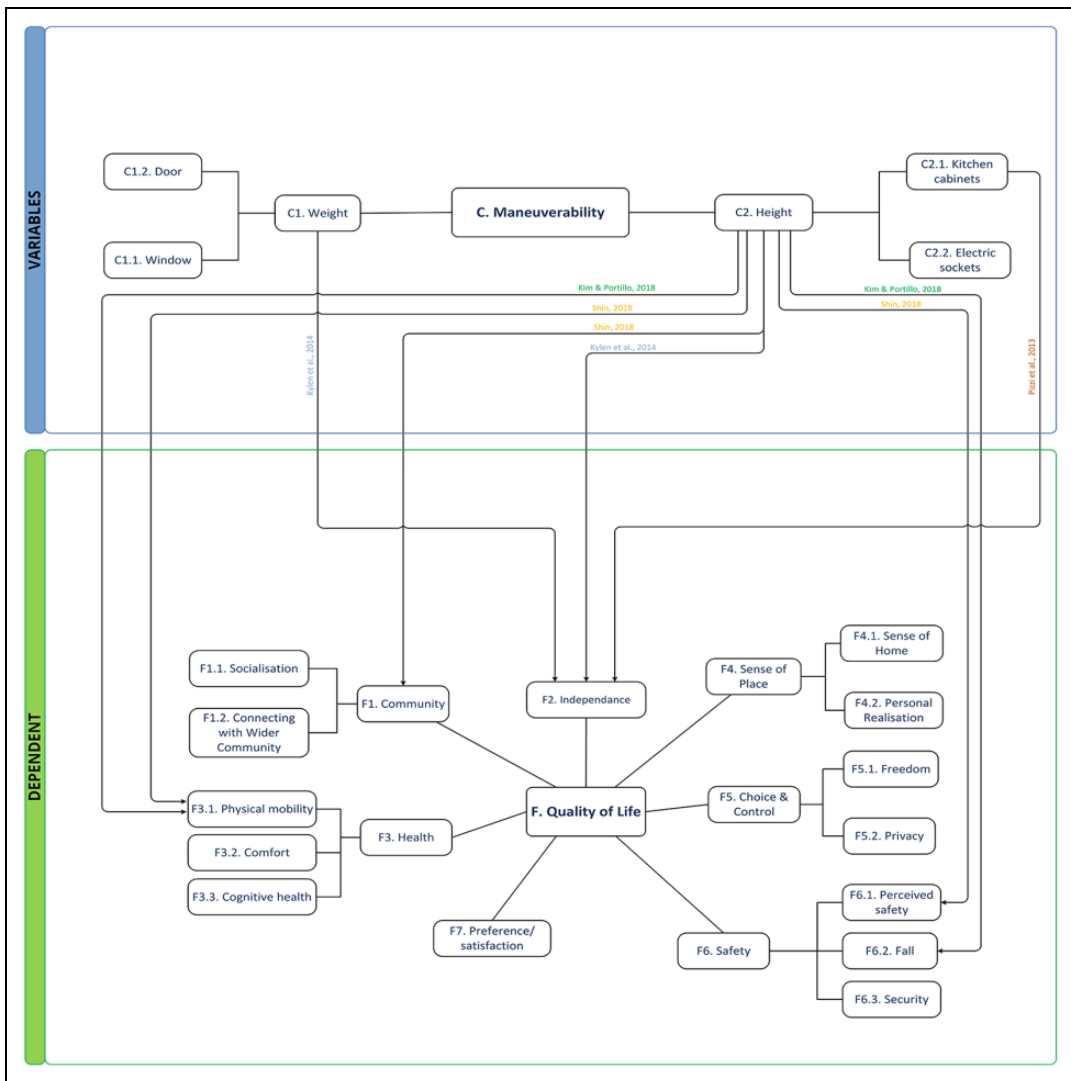 VARIABLES
C1.2. Door
C1.1. Window
C1. Weight
C. Maneuverability
C2. Height
C2.1. Kitchen
cabinets
C2.2. Electric
sockets
Kim & Portillo, 2018
Shin, 2018
Shin, 2018
Kylen et al., 2014
Kylen et al., 2014
Kim & Portillo, 2018
Shin, 2018
Pizzi et al., 2013
DEPENDENT
F1.1. Socialisation
F1.2. Connecting
with Wider
Community
F1. Community
F2. Independance
F4. Sense of
Place
F4.1. Sense of
Home
F4.2. Personal
Realisation
F3.1. Physical mobility
F3.2. Comfort
F3.3. Cognitive health
F3. Health
F. Quality of Life
F5. Choice &
Control
F5.1. Freedom
F5.2. Privacy
F7. Preference/
satisfaction
F6. Safety
F6.1. Perceived
safety
F6.2. Fall
F6.3. Security